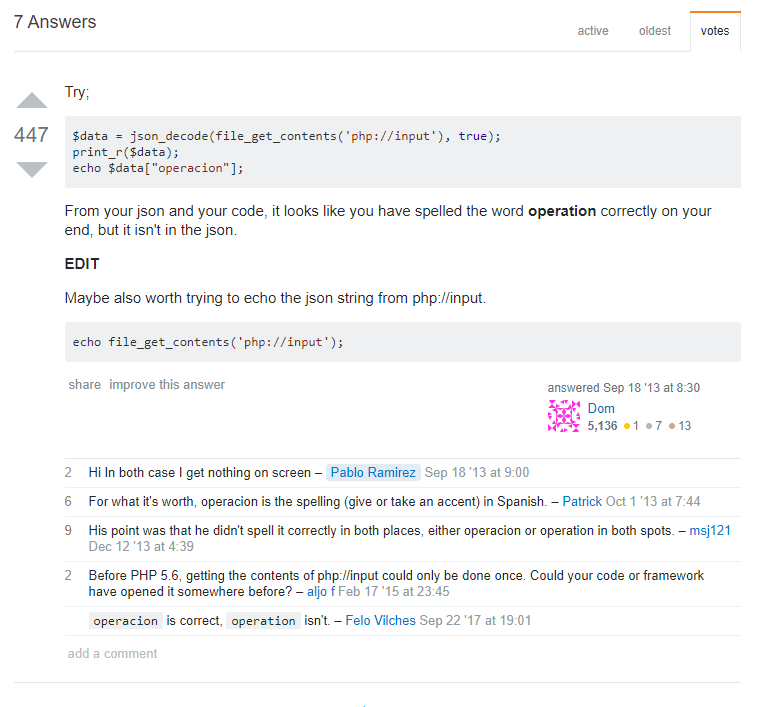 7 Answers
active oldest votes
Try;
447
$data = json_decode(file_get_contents('php://input'), true);
print_r($data);
echo $data["operacion"];
From your json and your code, it looks like you have spelled the word operation correctly on your
end, but it isn't in the json.
EDIT
Maybe also worth trying to echo the json string from php://input.
echo file_get_contents('php://input');
share improve this answer
answered Sep 18 '13 at 8:30
Dom
5,136 ●1 ●7 ●13
2 Hi In both case I get nothing on screen – Pablo Ramirez Sep 18 '13 at 9:00
6 For what it's worth, operacion is the spelling (give or take an accent) in Spanish. – Patrick Oct 1 '13 at 7:44
9 His point was that he didn't spell it correctly in both places, either operacion or operation in both spots. – msj121
Dec 12 '13 at 4:39
2 Before PHP 5.6, getting the contents of php://input could only be done once. Could your code or framework
have opened it somewhere before? – aljo f Feb 17 '15 at 23:45
operacion is correct, operation isn't. – Felo Vilches Sep 22 '17 at 19:01
add a comment